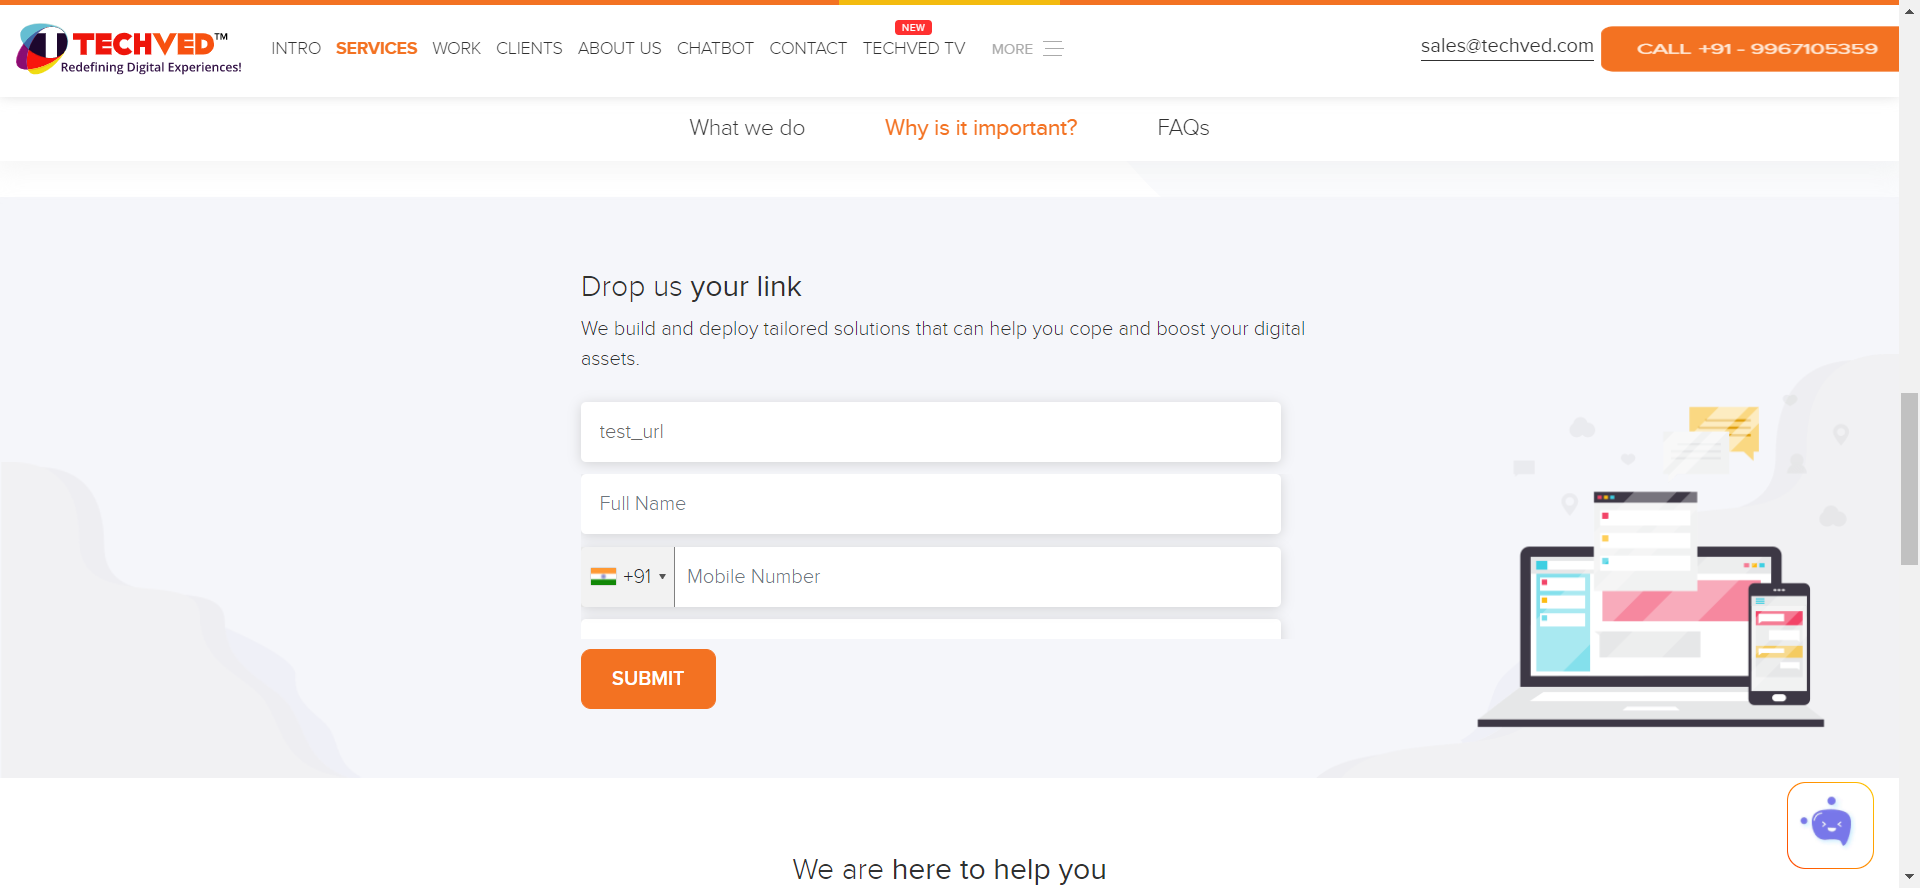 TECHVED™
Redefining Digital Experiences!
INTRO SERVICES WORK CLIENTS ABOUT US CHATBOT CONTACT TECHVED TV NEW MORE
sales@techved.com
CALL +91 - 9967105359
What we do Why is it important? FAQs
Drop us your link
We build and deploy tailored solutions that can help you cope and boost your digital
assets.
test_url
Full Name
+91 Mobile Number
SUBMIT
We are here to help you